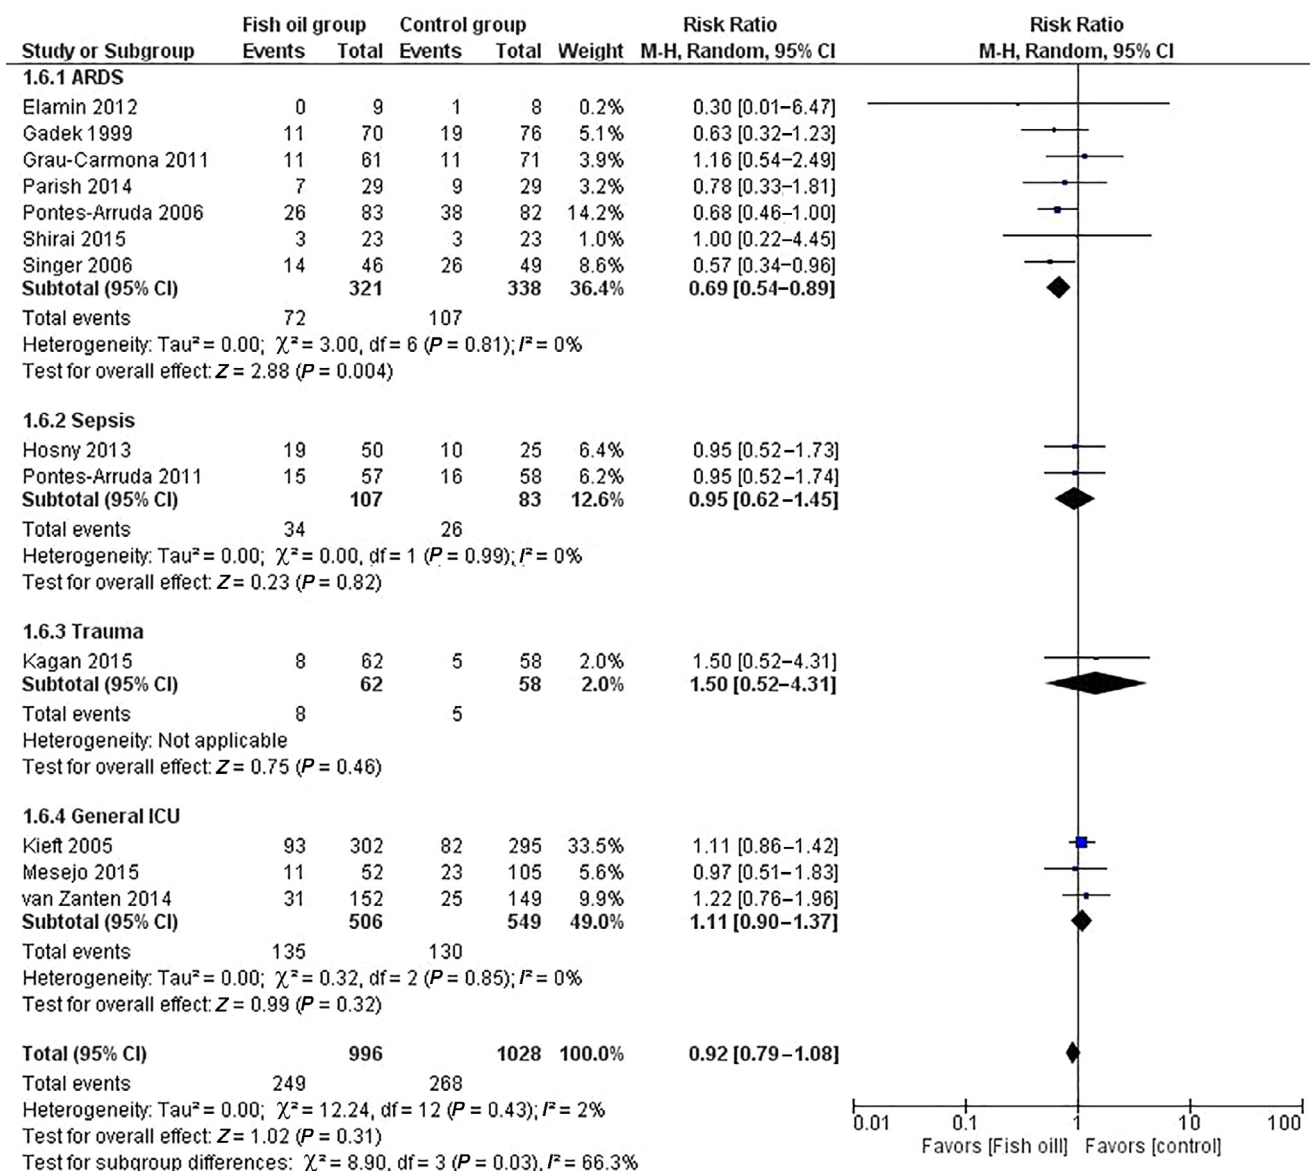 Fish oil group Control group Risk Ratio Risk Ratio
Study or Subgroup Events Total Events Total Weight M-H, Random, 95% CI M-H, Random, 95% CI
1.6.1 ARDS
Elamin 2012 0 9 1 8 0.2% 0.30 [0.01–6.47]
Gadek 1999 11 70 19 76 5.1% 0.63 [0.32–1.23]
Grau-Carmona 2011 11 61 11 71 3.9% 1.16 [0.54–2.49]
Parish 2014 7 29 9 29 3.2% 0.78 [0.33–1.81]
Pontes-Arruda 2006 26 83 38 82 14.2% 0.68 [0.46–1.00]
Shirai 2015 3 23 3 23 1.0% 1.00 [0.22–4.45]
Singer 2006 14 46 26 49 8.6% 0.57 [0.34–0.96]
Subtotal (95% CI) 321 338 36.4% 0.69 [0.54–0.89]
Total events 72 107
Heterogeneity: Tau² = 0.00; χ² = 3.00, df = 6 (P = 0.81); I² = 0%
Test for overall effect: Z = 2.88 (P = 0.004)
1.6.2 Sepsis
Hosny 2013 19 50 10 25 6.4% 0.95 [0.52–1.73]
Pontes-Arruda 2011 15 57 16 58 6.2% 0.95 [0.52–1.74]
Subtotal (95% CI) 107 83 12.6% 0.95 [0.62–1.45]
Total events 34 26
Heterogeneity: Tau² = 0.00; χ² = 0.00, df = 1 (P = 0.99); I² = 0%
Test for overall effect: Z = 0.23 (P = 0.82)
1.6.3 Trauma
Kagan 2015 8 62 5 58 2.0% 1.50 [0.52–4.31]
Subtotal (95% CI) 62 58 2.0% 1.50 [0.52–4.31]
Total events 8 5
Heterogeneity: Not applicable
Test for overall effect: Z = 0.75 (P = 0.46)
1.6.4 General ICU
Kieft 2005 93 302 82 295 33.5% 1.11 [0.86–1.42]
Mesejo 2015 11 52 23 105 5.6% 0.97 [0.51–1.83]
van Zanten 2014 31 152 25 149 9.9% 1.22 [0.76–1.96]
Subtotal (95% CI) 506 549 49.0% 1.11 [0.90–1.37]
Total events 135 130
Heterogeneity: Tau² = 0.00; χ² = 0.32, df = 2 (P = 0.85); I² = 0%
Test for overall effect: Z = 0.99 (P = 0.32)
Total (95% CI) 996 1028 100.0% 0.92 [0.79–1.08]
Total events 249 268
Heterogeneity: Tau² = 0.00; χ² = 12.24, df = 12 (P = 0.43); I² = 2%
Test for overall effect: Z = 1.02 (P = 0.31)
Test for subgroup differences: χ² = 8.90, df = 3 (P = 0.03), I² = 66.3%
0.01 0.1 1 10 100
Favors [Fish oill] Favors [control]